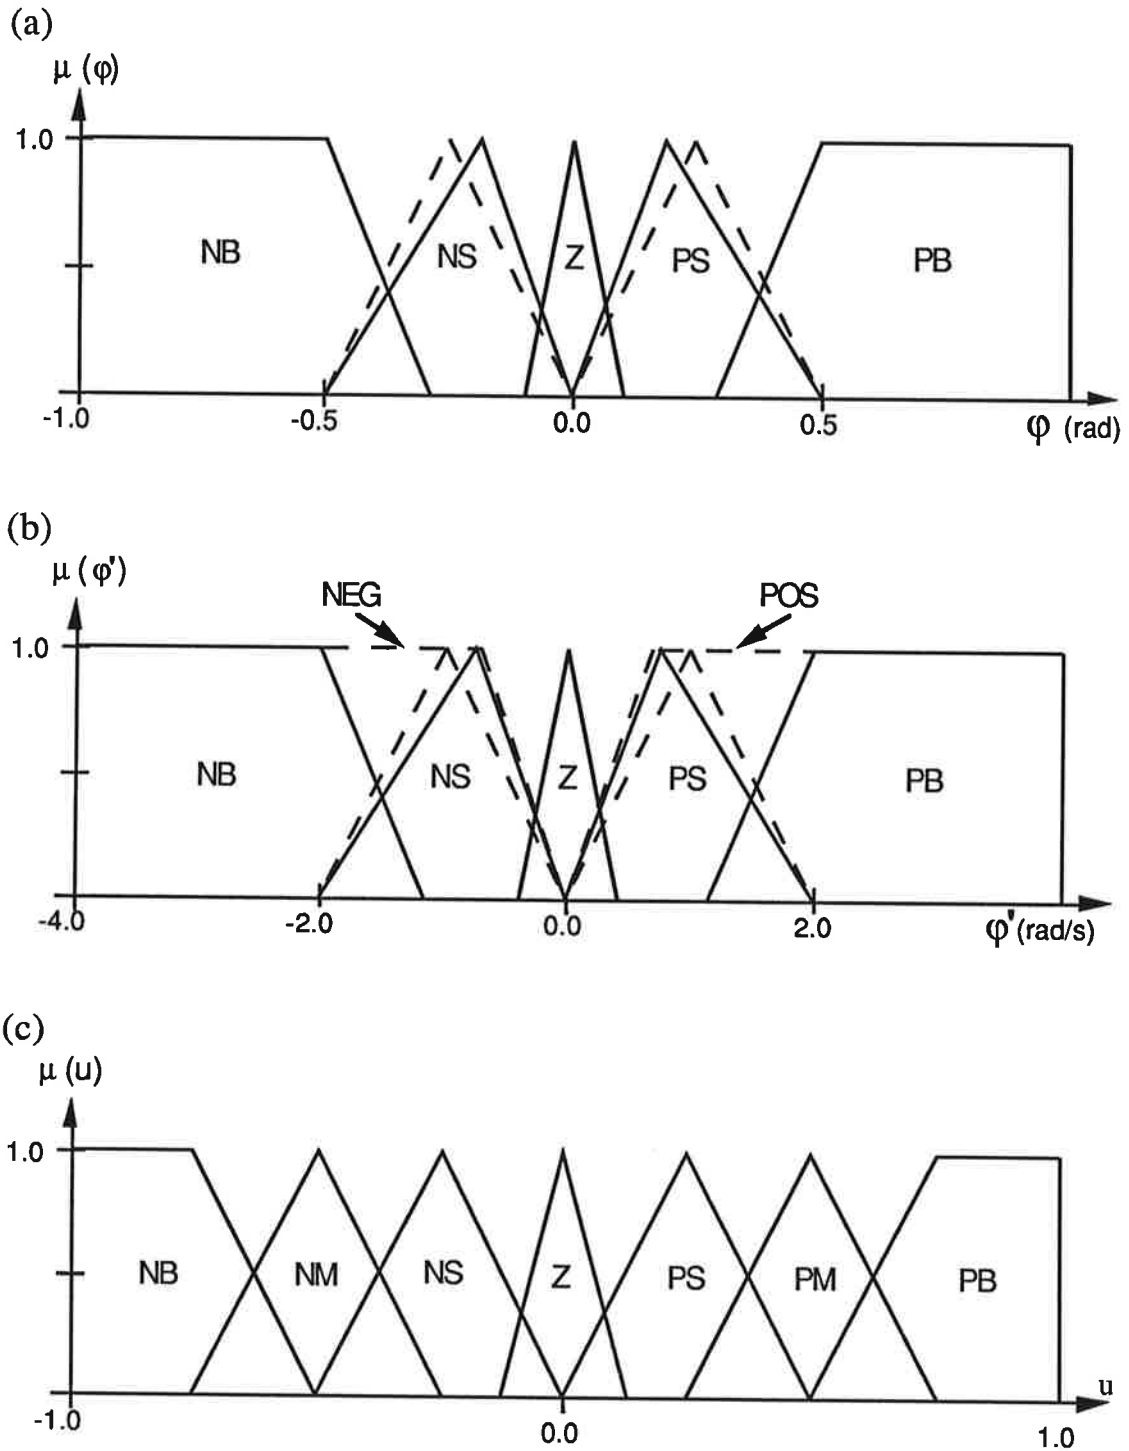 (a)
μ (φ)
1.0
NB NS Z PS PB
-1.0 -0.5 0.0 0.5 φ (rad)
(b)
μ (φ')
NEG POS
1.0
NB NS Z PS PB
-4.0 -2.0 0.0 2.0 φ' (rad/s)
(c)
μ (u)
1.0
NB NM NS Z PS PM PB
-1.0 0.0 1.0 u